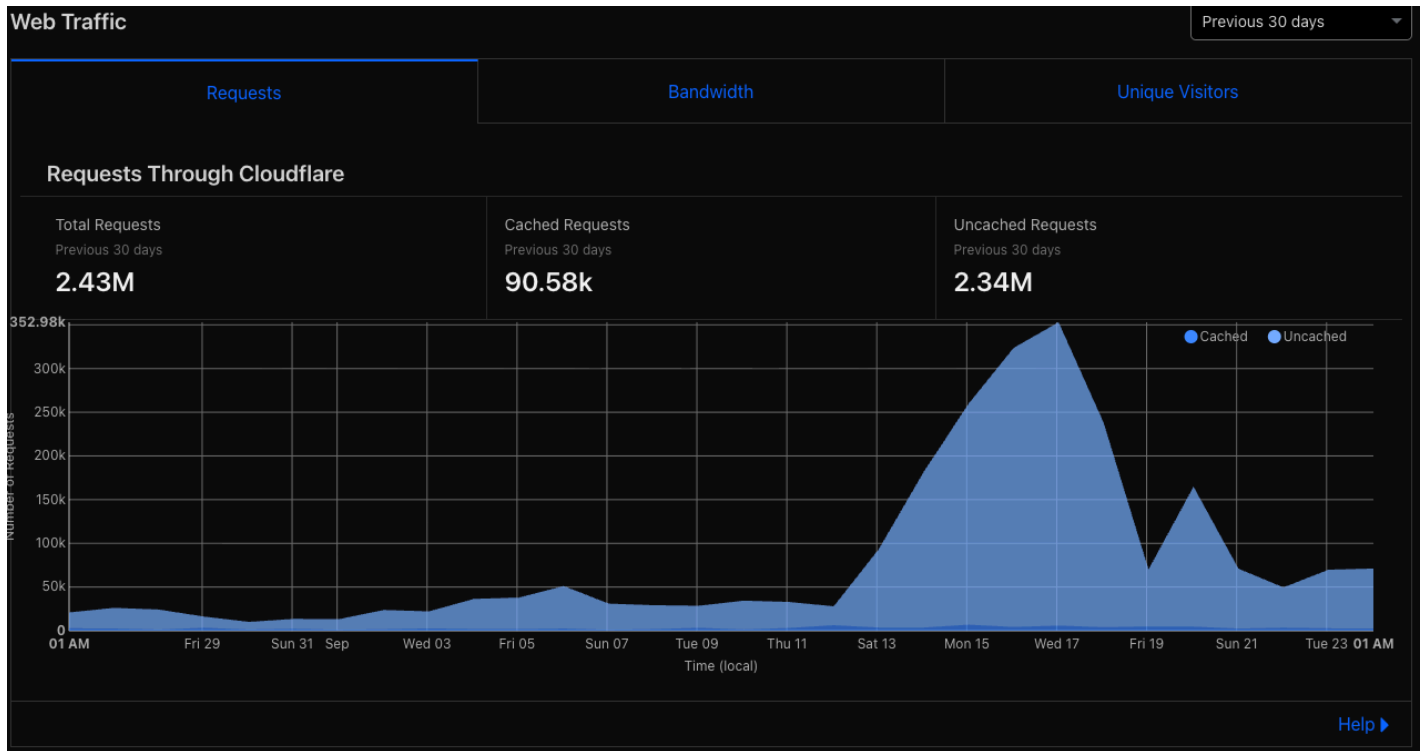 Web Traffic
Previous 30 days
Requests
Bandwidth
Unique Visitors
Requests Through Cloudflare
Total Requests
Previous 30 days
2.43M
Cached Requests
Previous 30 days
90.58k
Uncached Requests
Previous 30 days
2.34M
352.98k
Cached Uncached
300k
250k
200k
150k
100k
50k
0
Number of Requests
01 AM Fri 29 Sun 31 Sep Wed 03 Fri 05 Sun 07 Tue 09 Thu 11 Sat 13 Mon 15 Wed 17 Fri 19 Sun 21 Tue 23 01 AM
Time (local)
Help